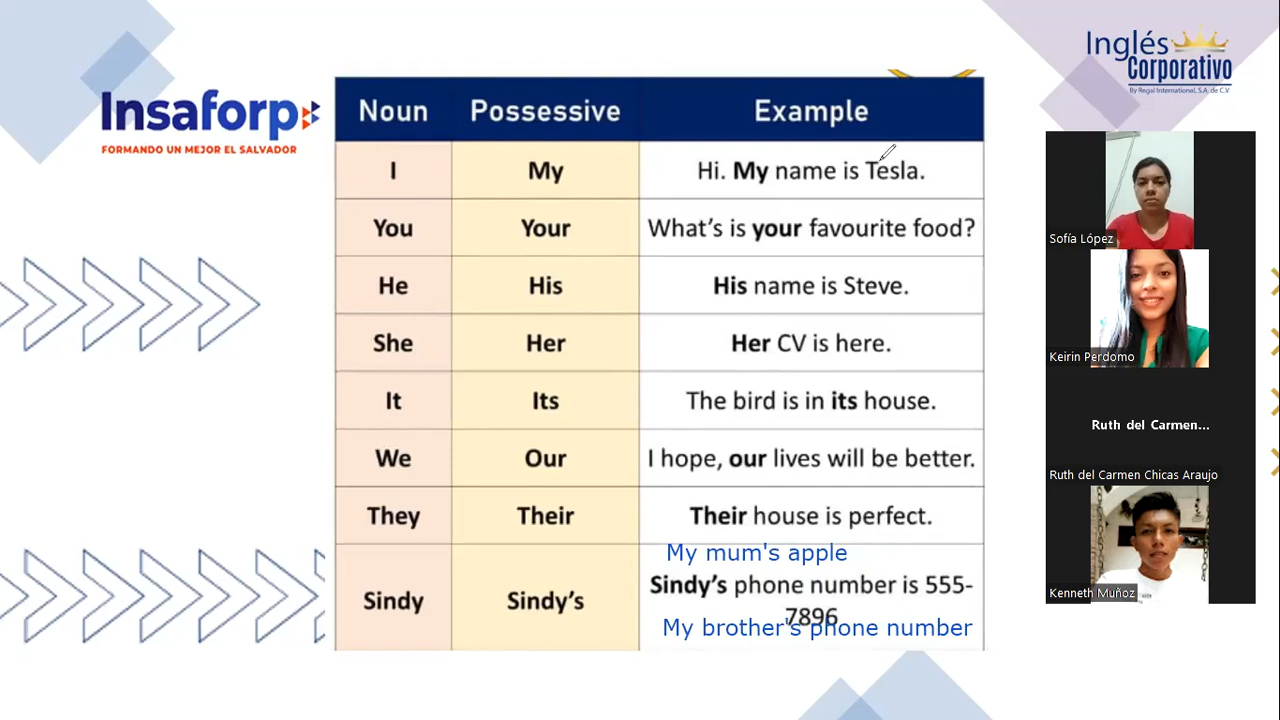 Inglés
Corporativo
By Regal International, S.A. de C.V
Insaforp
FORMANDO UN MEJOR EL SALVADOR
Noun Possessive Example
I My Hi. My name is Tesla.
You Your What's is your favourite food?
He His His name is Steve.
She Her Her CV is here.
It Its The bird is in its house.
We Our I hope, our lives will be better.
They Their Their house is perfect.
My mum's apple
Sindy Sindy's Sindy's phone number is 555-
7896
My brother's phone number
Sofía López
Keirin Perdomo
Ruth del Carmen...
Ruth del Carmen Chicas Araujo
Kenneth Muñoz